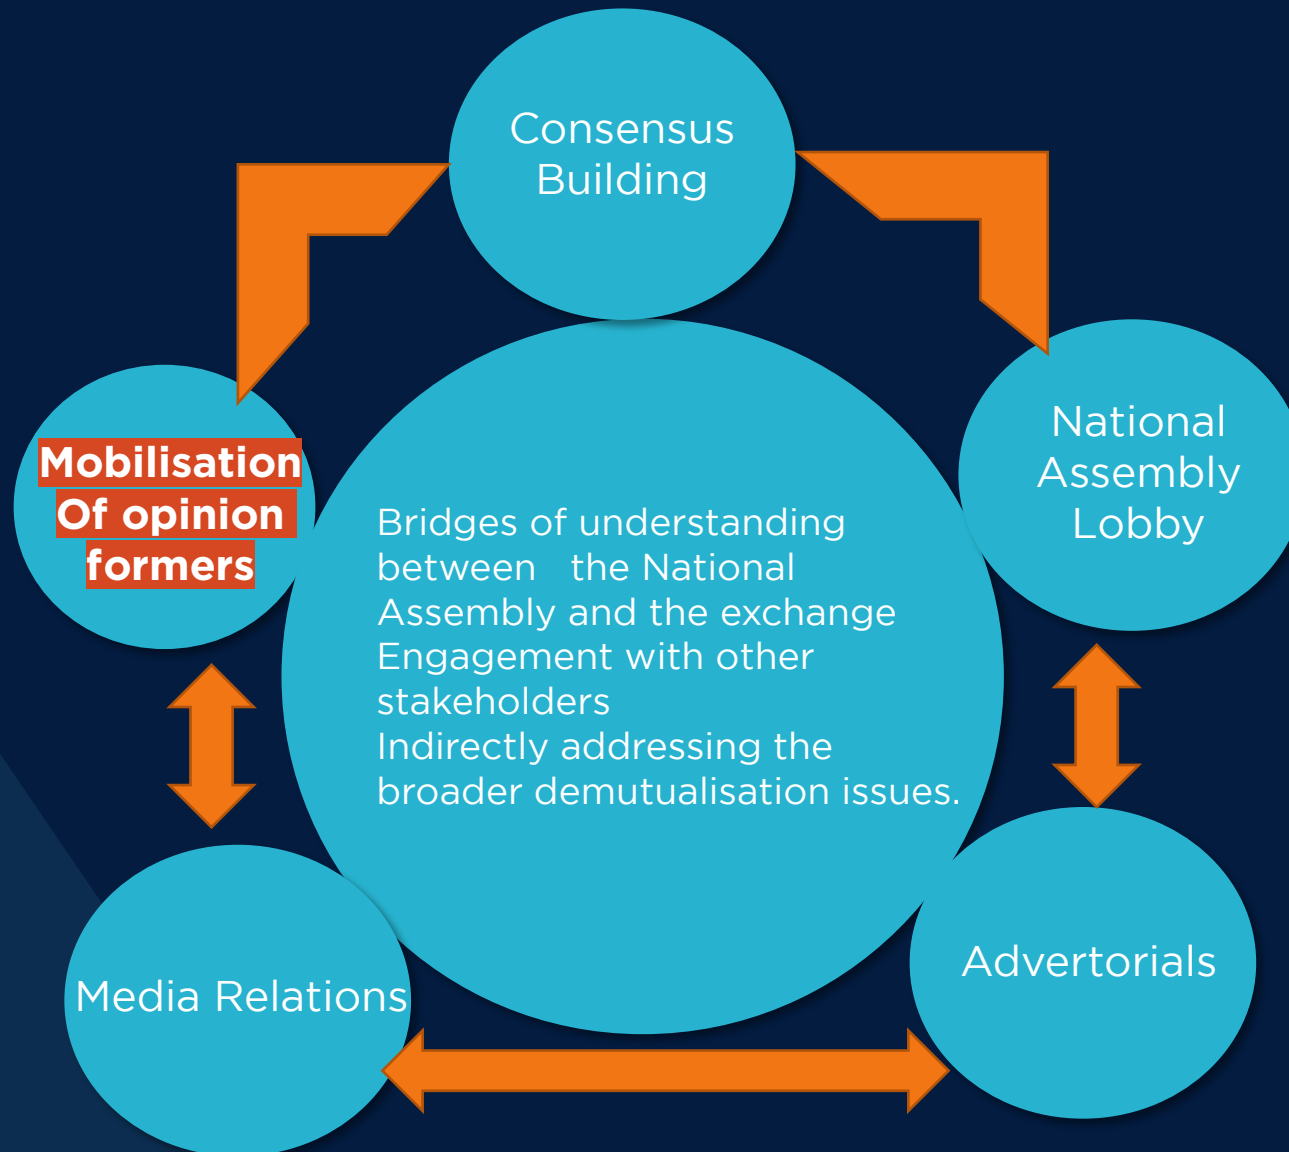 Consensus
Building
National
Assembly
Lobby
Mobilisation
Of opinion
formers
Bridges of understanding
between   the National
Assembly and the exchange
Engagement with other
stakeholders
Indirectly addressing the
broader demutualisation issues.
Advertorials
Media Relations